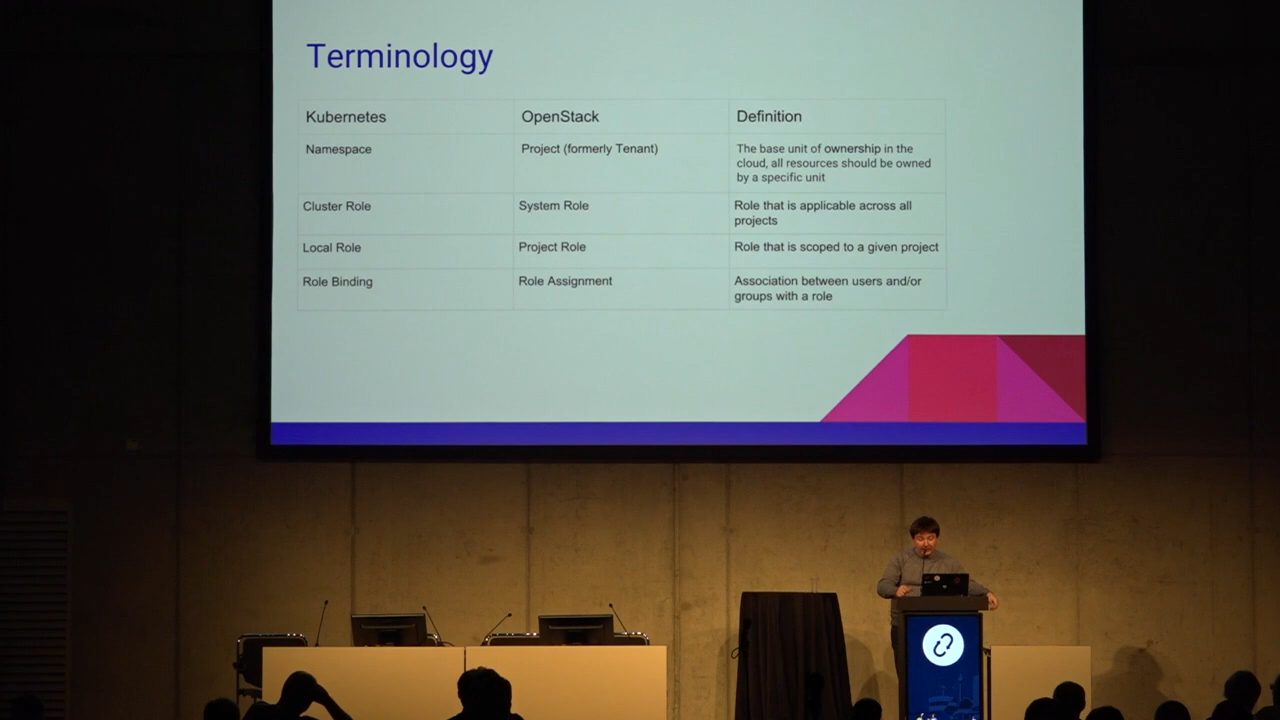 Terminology
Kubernetes
OpenStack
Definition
Namespace
Project (formerly Tenant)
The base unit of ownership in the
cloud, all resources should be owned
by a specific unit
Cluster Role
System Role
Role that is applicable across all
projects
Local Role
Project Role
Role that is scoped to a given project
Role Binding
Role Assignment
Association between users and/or
groups with a role